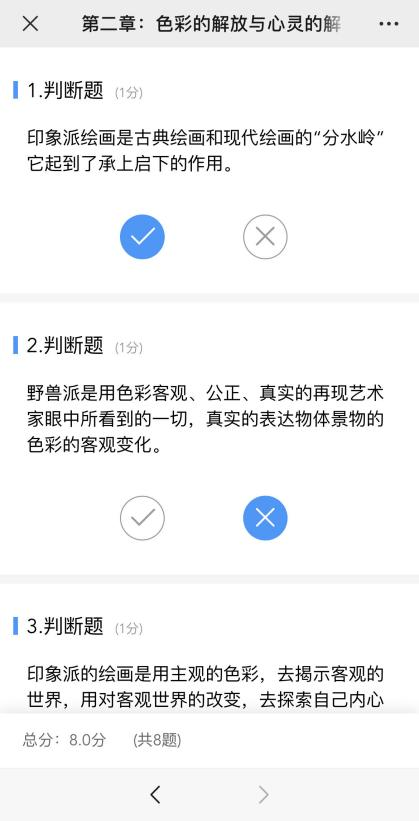 第二章：色彩的解放与心灵的解
1.判断题 (1分)
印象派绘画是古典绘画和现代绘画的“分水岭”
它起到了承上启下的作用。
2.判断题 (1分)
野兽派是用色彩客观、公正、真实的再现艺术
家眼中所看到的一切，真实的表达物体景物的
色彩的客观变化。
3.判断题 (1分)
印象派的绘画是用主观的色彩，去揭示客观的
世界，用对客观世界的改变，去探索自己内心
总分：8.0分 (共8题)